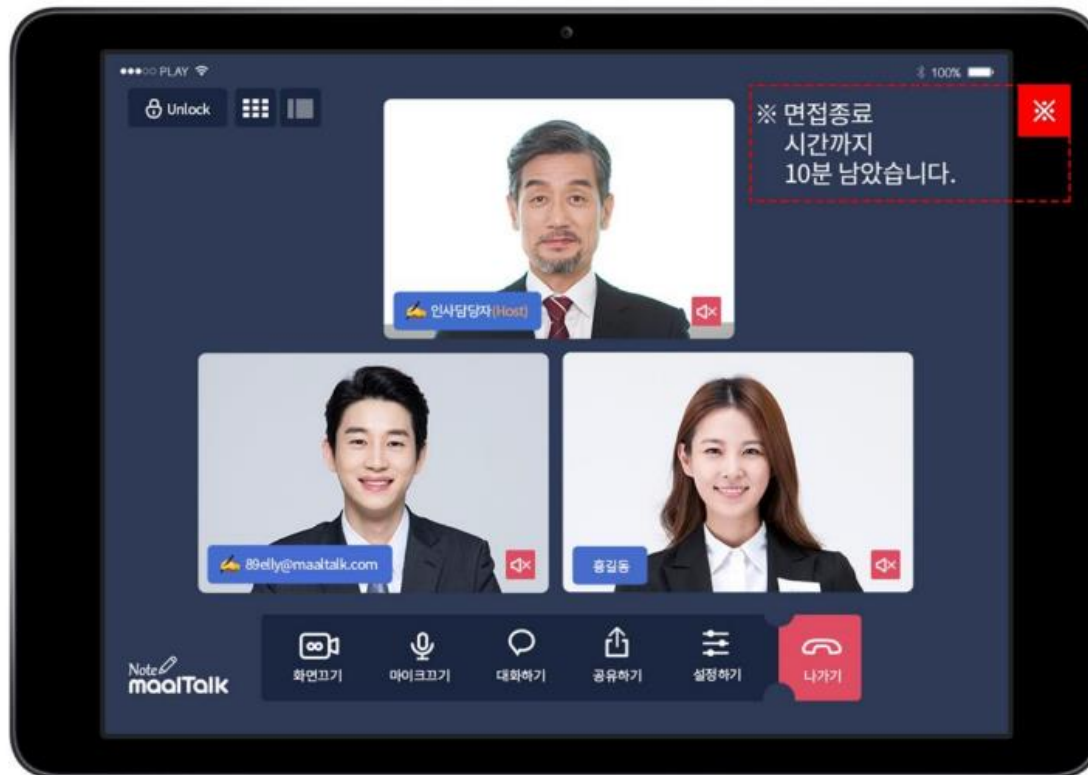 PLAY
100%
Unlock
※ 면접종료
시간까지
10분 남았습니다.
※
✍ 인사담당자(Host)
✍ 89elly@maaltalk.com
홍길동
화면끄기
마이크끄기
대화하기
공유하기
설정하기
나가기
Note
maalTalk